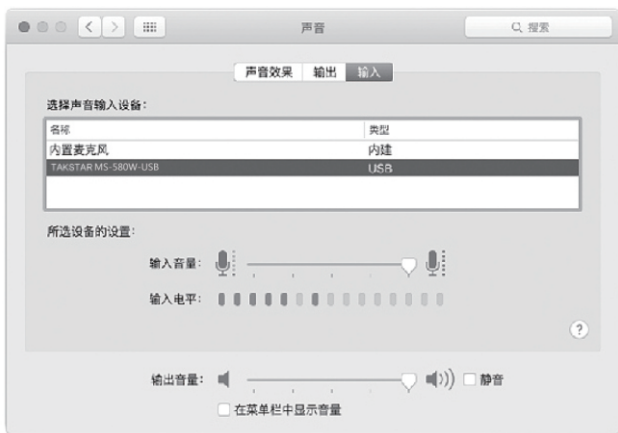 声音
搜索
声音效果 输出 输入
选择声音输入设备：
名称 类型
内置麦克风 内建
TAKSTAR MS-580W-USB USB
所选设备的设置：
输入音量：
输入电平：
?
输出音量： 静音
在菜单栏中显示音量